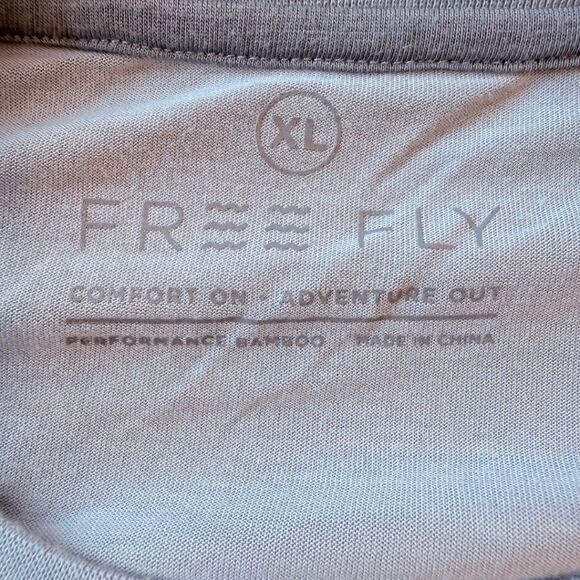 XL
FREE FLY
COMFORT ON • ADVENTURE OUT
PERFORMANCE BAMBOO MADE IN CHINA